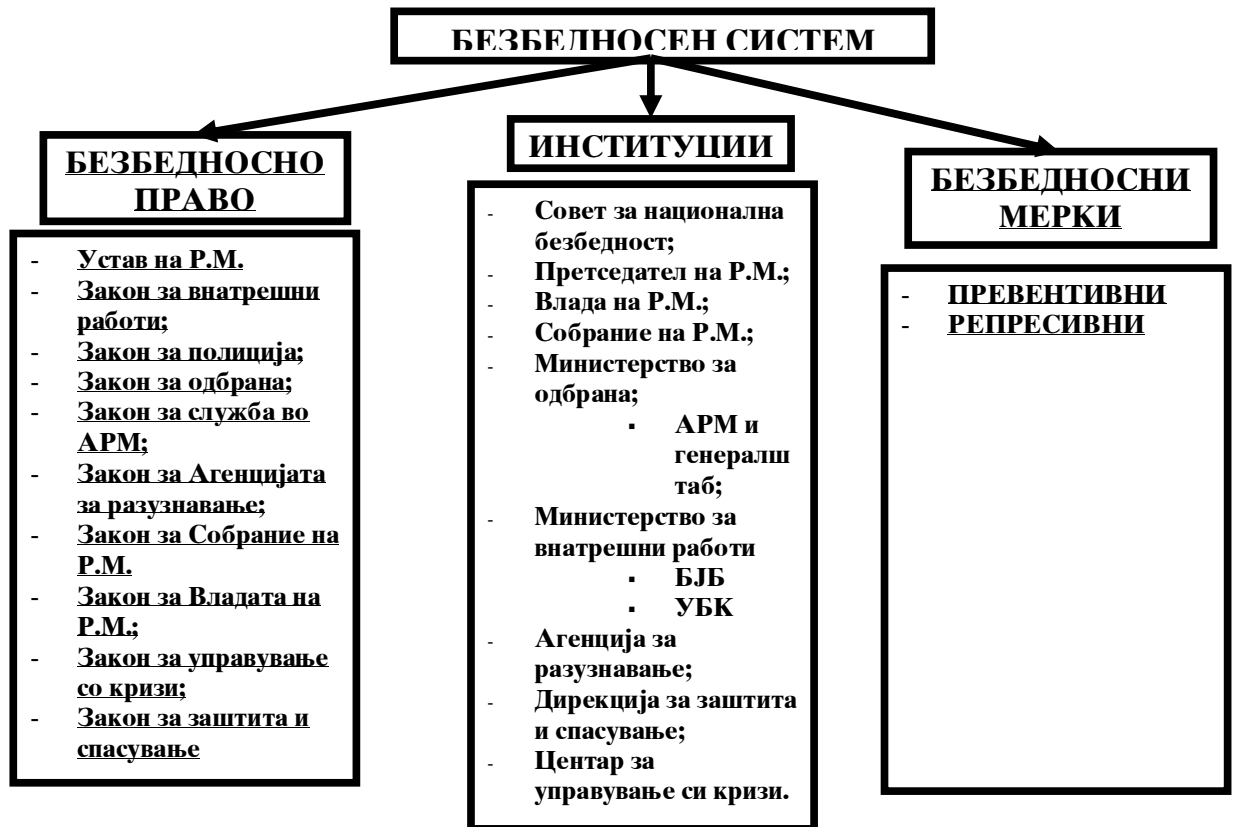 БЕЗБЕДНОСЕН СИСТЕМ
БЕЗБЕДНОСНО
ПРАВО
- Устав на Р.М.
- Закон за внатрешни
работи;
- Закон за полиција;
- Закон за одбрана;
- Закон за служба во
АРМ;
- Закон за Агенцијата
за разузнавање;
- Закон за Собрание на
Р.М.
- Закон за Владата на
Р.М.;
- Закон за управување
со кризи;
- Закон за заштита и
спасување
ИНСТИТУЦИИ
- Совет за национална
безбедност;
- Претседател на Р.М.;
- Влада на Р.М.;
- Собрание на Р.М.;
- Министерство за
одбрана;
▪ АРМ и
генералш
таб;
- Министерство за
внатрешни работи
▪ БЈБ
▪ УБК
- Агенција за
разузнавање;
- Дирекција за заштита
и спасување;
- Центар за
управување си кризи.
БЕЗБЕДНОСНИ
МЕРКИ
- ПРЕВЕНТИВНИ
- РЕПРЕСИВНИ